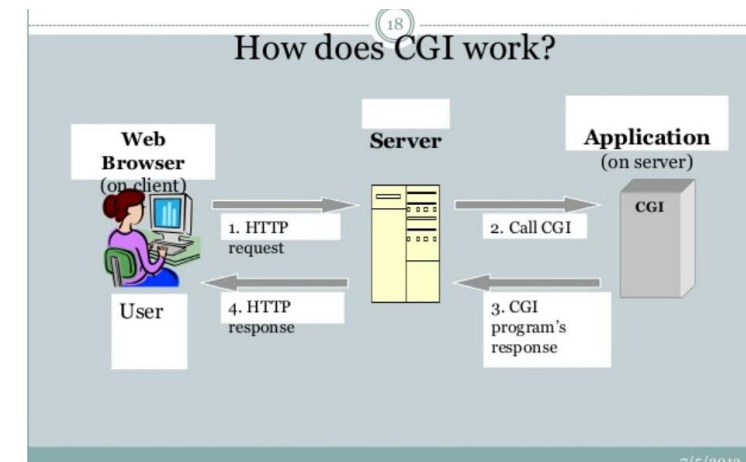 18
How does CGI work?
Web
Browser
(on client)
Server
Application
(on server)
CGI
1. HTTP
request
2. Call CGI
User
4. HTTP
response
3. CGI
program's
response